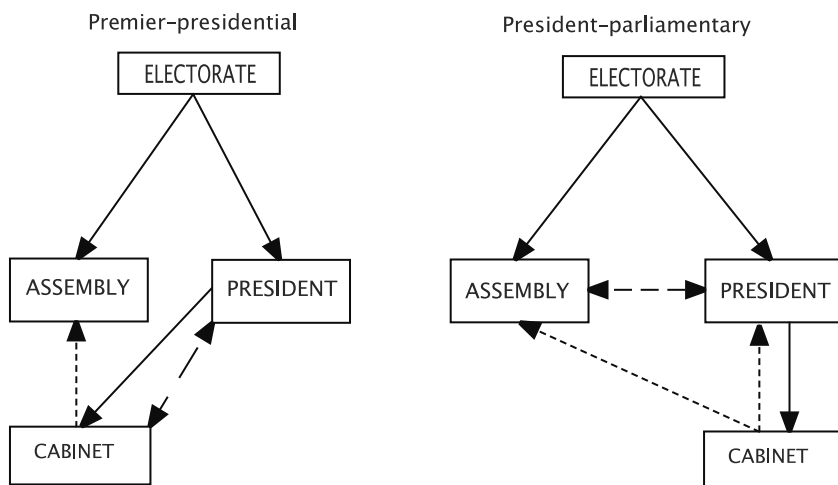 Premier–presidential
ELECTORATE
ASSEMBLY
PRESIDENT
CABINET
President–parliamentary
ELECTORATE
ASSEMBLY
PRESIDENT
CABINET